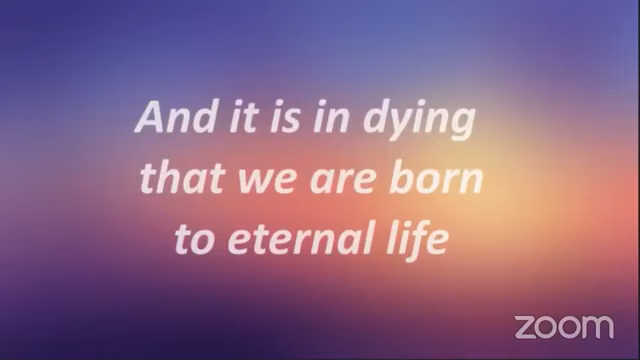 And it is in dying
that we are born
to eternal life
zoom